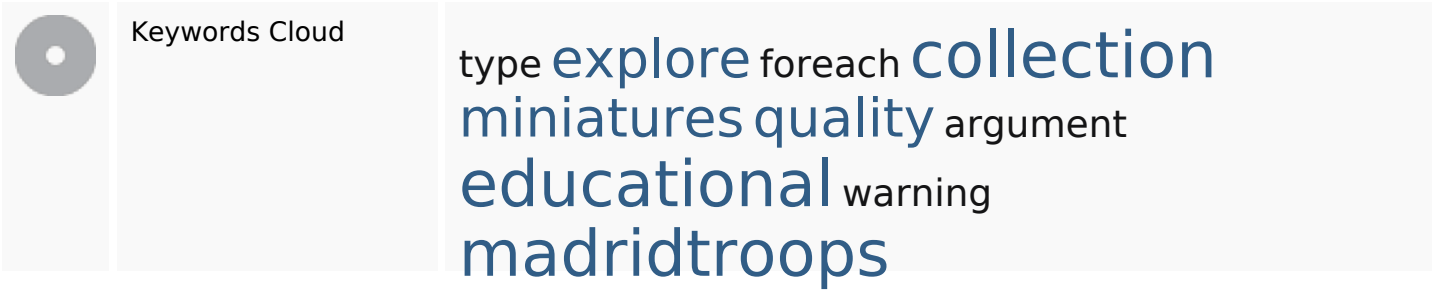 Keywords Cloud
type explore foreach collection
miniatures quality argument
educational warning
madridtroops